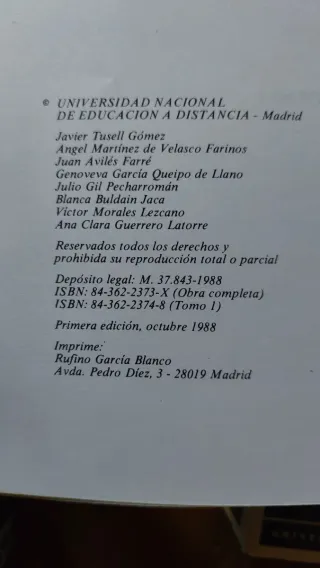 © UNIVERSIDAD NACIONAL
DE EDUCACION A DISTANCIA - Madrid
Javier Tusell Gómez
Angel Martínez de Velasco Farinos
Juan Avilés Farré
Genoveva García Queipo de Llano
Julio Gil Pecharromán
Blanca Buldain Jaca
Víctor Morales Lezcano
Ana Clara Guerrero Latorre
Reservados todos los derechos y
prohibida su reproducción total o parcial
Depósito legal: M. 37.843-1988
ISBN: 84-362-2373-X (Obra completa)
ISBN: 84-362-2374-8 (Tomo 1)
Primera edición, octubre 1988
Imprime:
Rufino García Blanco
Avda. Pedro Díez, 3 - 28019 Madrid